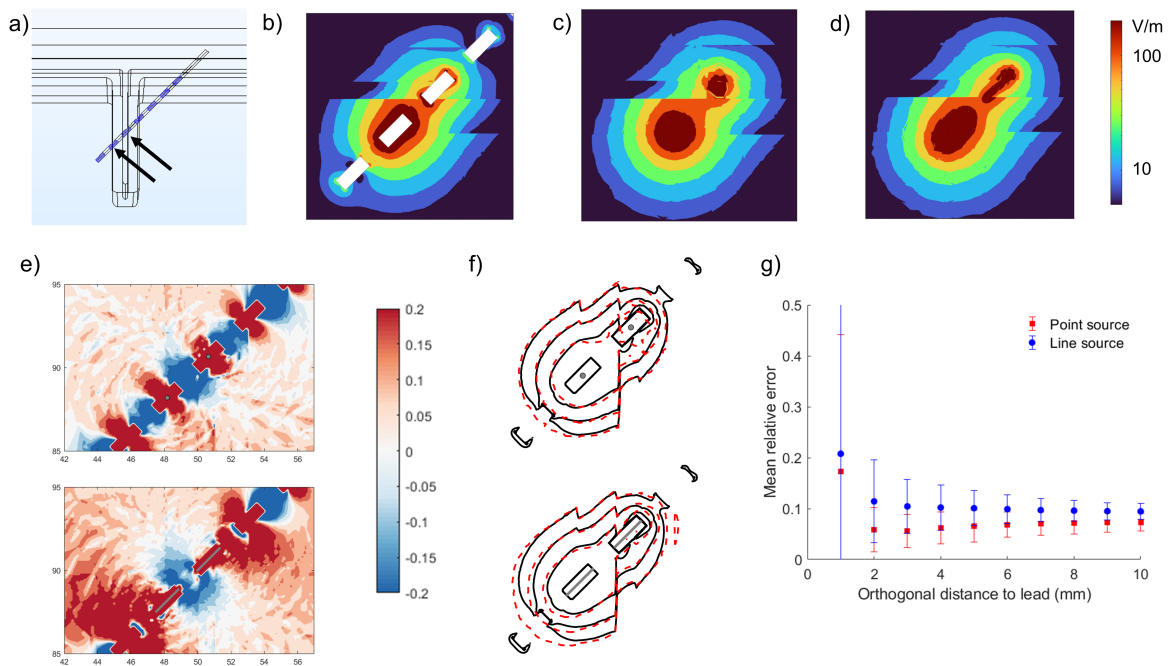 a)
b)
c)
d)
V/m
100
10
e)
f)
g)
95
90
85
42 44 46 48 50 52 54 56
95
90
85
42 44 46 48 50 52 54 56
0.2
0.15
0.1
0.05
0
-0.05
-0.1
-0.15
-0.2
0.5
0.4
0.3
0.2
0.1
0
Mean relative error
Point source
Line source
0 2 4 6 8 10
Orthogonal distance to lead (mm)